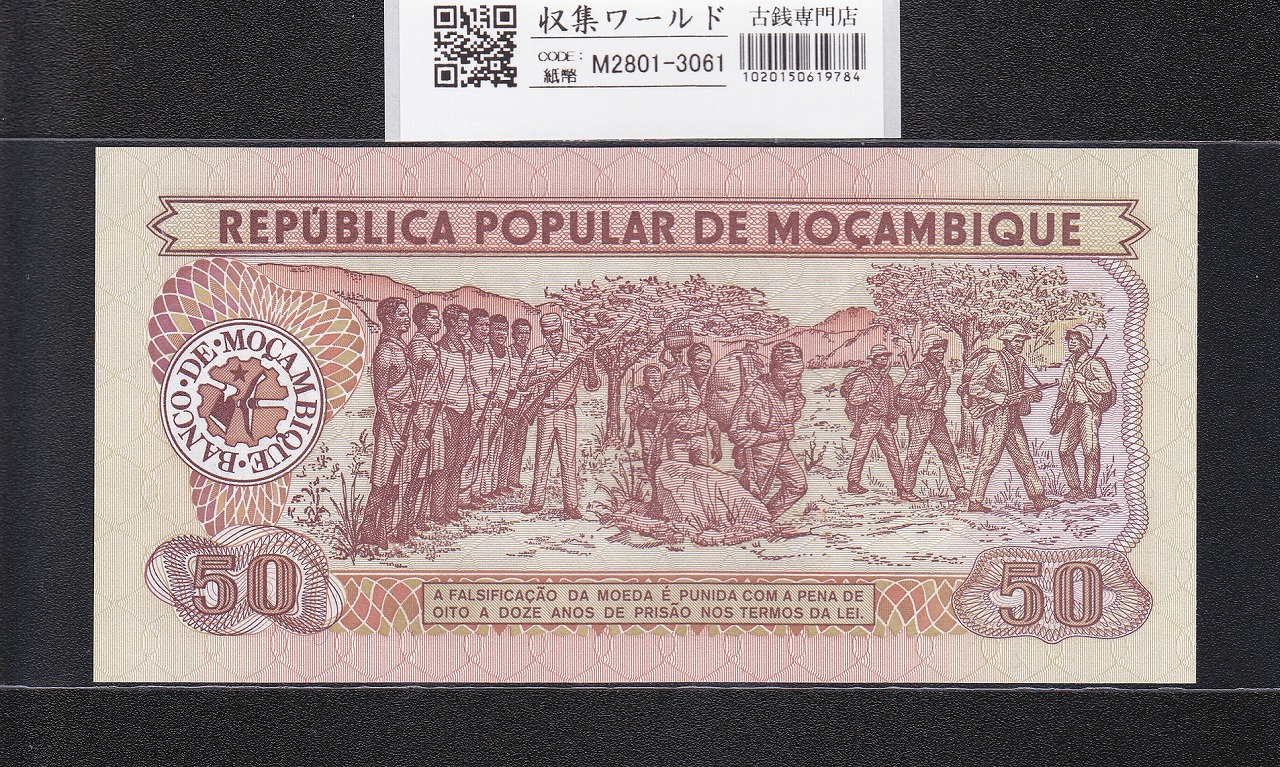 収集ワールド
古銭専門店
CODE:
紙幣
M2801-3061
1020150619784
REPÚBLICA POPULAR DE MOÇAMBIQUE
BANCO·DE·MOÇAMBIQUE·
50
50
A FALSIFICAÇÃO DA MOEDA É PUNIDA COM A PENA DE
OITO A DOZE ANOS DE PRISÃO NOS TERMOS DA LEI.